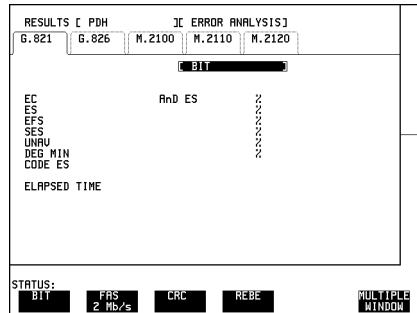 RESULTS [ PDH ][ ERROR ANALYSIS]
G.821 G.826 M.2100 M.2110 M.2120
[ BIT ]
EC AnD ES %
ES %
EFS %
SES %
UNAV %
DEG MIN %
CODE ES
ELAPSED TIME
STATUS:
BIT FAS 2 Mb/s CRC REBE MULTIPLE WINDOW